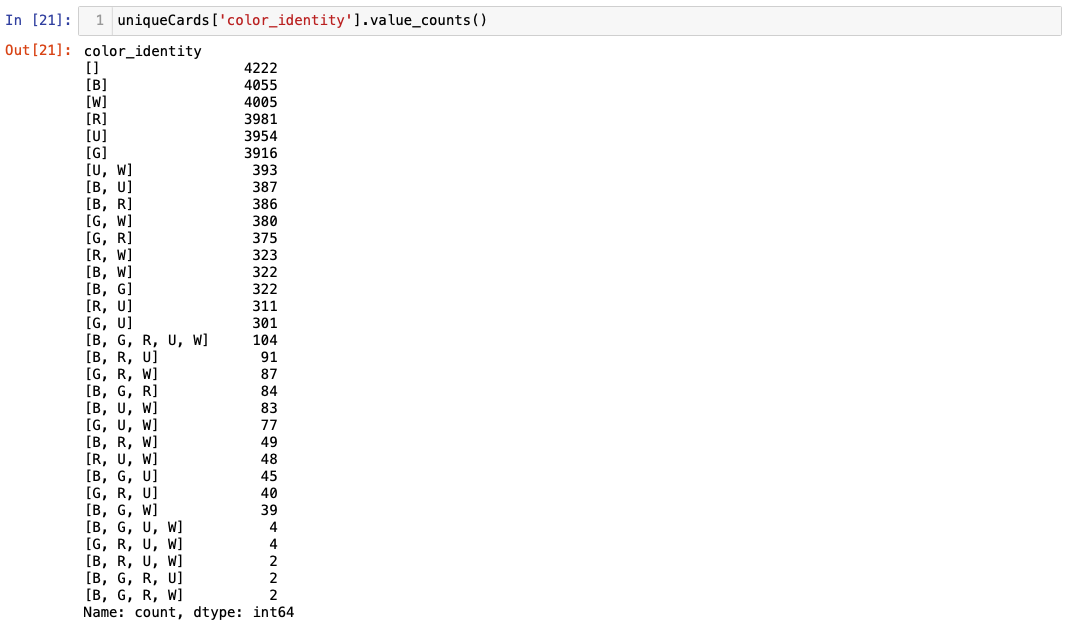 In [21]: 1 uniqueCards['color_identity'].value_counts()
Out[21]: color_identity
[] 4222
[B] 4055
[W] 4005
[R] 3981
[U] 3954
[G] 3916
[U, W] 393
[B, U] 387
[B, R] 386
[G, W] 380
[G, R] 375
[R, W] 323
[B, W] 322
[B, G] 322
[R, U] 311
[G, U] 301
[B, G, R, U, W] 104
[B, R, U] 91
[G, R, W] 87
[B, G, R] 84
[B, U, W] 83
[G, U, W] 77
[B, R, W] 49
[R, U, W] 48
[B, G, U] 45
[G, R, U] 40
[B, G, W] 39
[B, G, U, W] 4
[G, R, U, W] 4
[B, R, U, W] 2
[B, G, R, U] 2
[B, G, R, W] 2
Name: count, dtype: int64